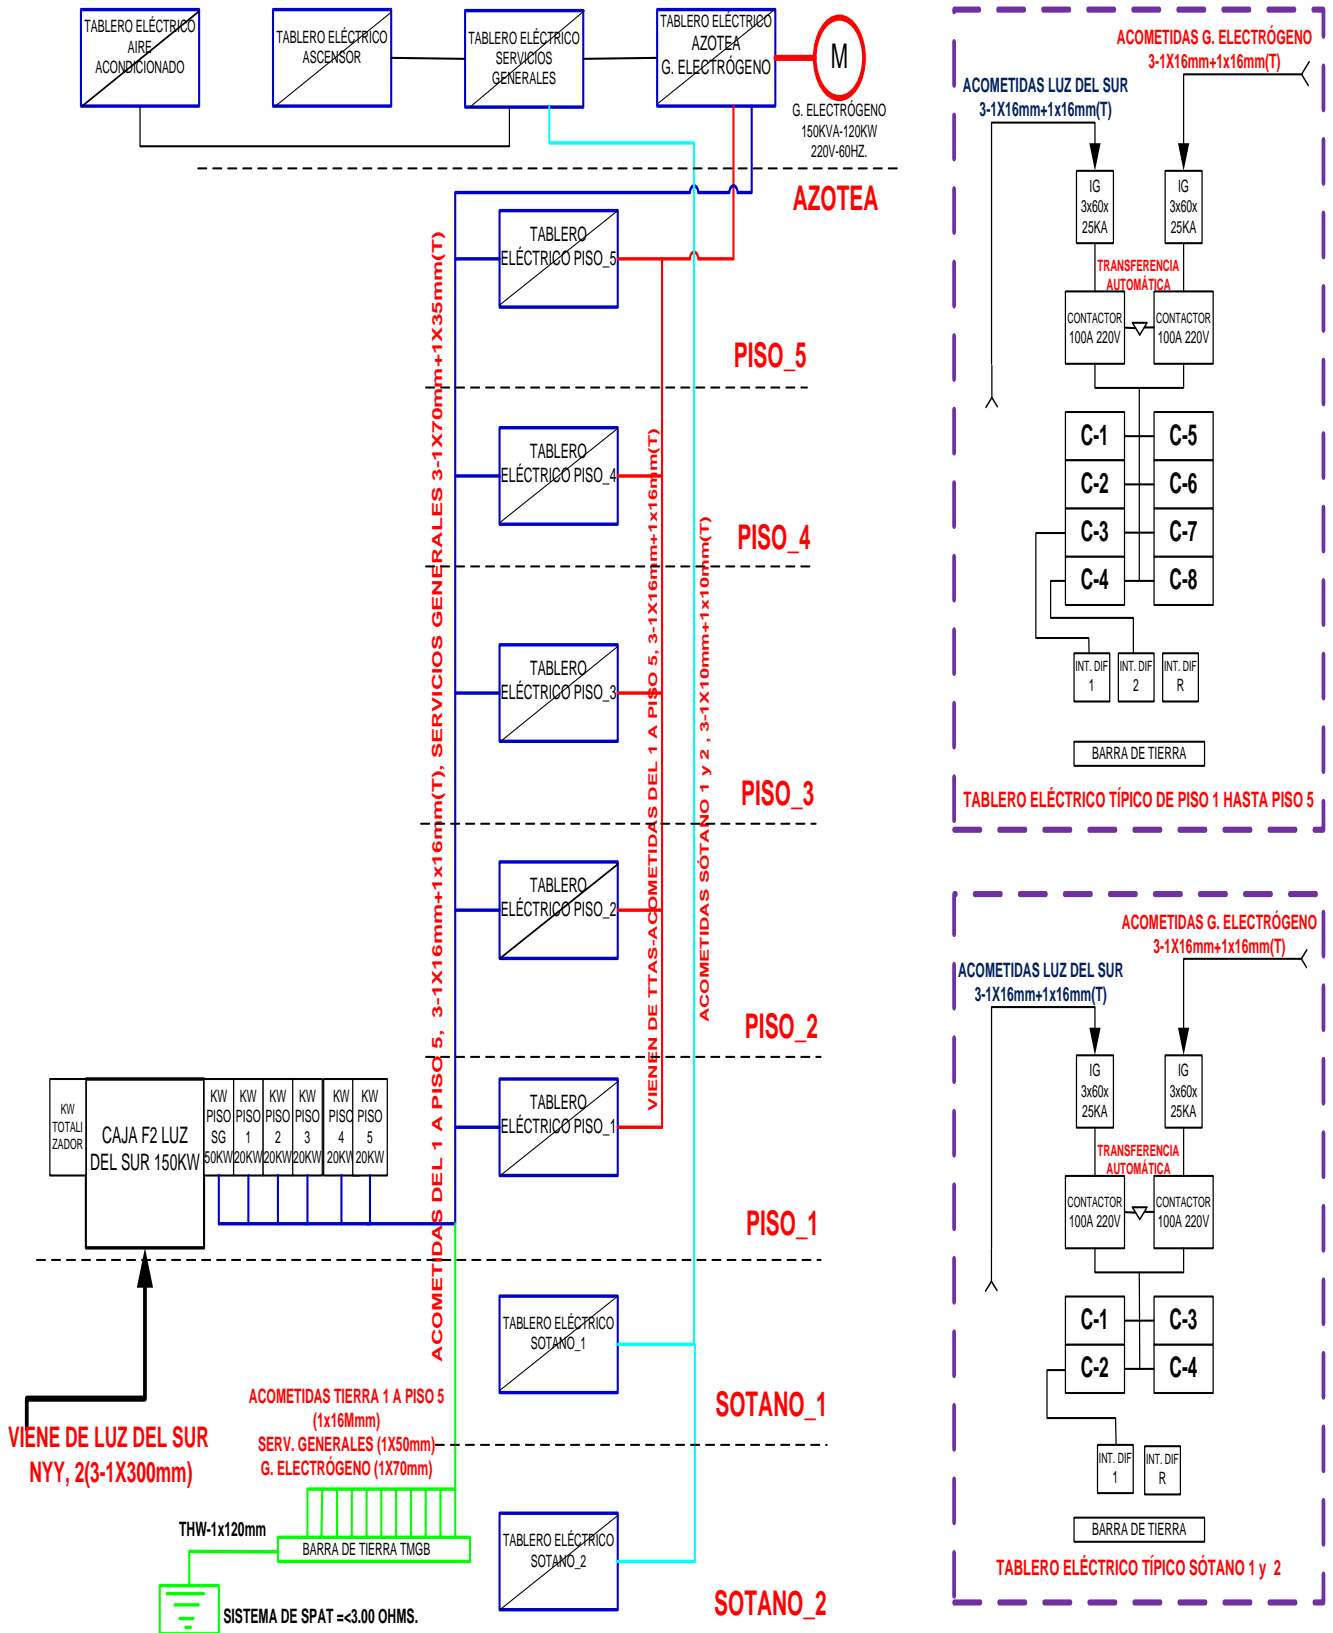 TABLERO ELÉCTRICO
AIRE
ACONDICIONADO
TABLERO ELÉCTRICO
ASCENSOR
TABLERO ELÉCTRICO
SERVICIOS
GENERALES
TABLERO ELÉCTRICO
AZOTEA
G. ELECTRÓGENO
M
G. ELECTRÓGENO
150KVA-120KW
220V-60HZ.
AZOTEA
TABLERO
ELÉCTRICO PISO_5
PISO_5
TABLERO
ELÉCTRICO PISO_4
PISO_4
TABLERO
ELÉCTRICO PISO_3
PISO_3
TABLERO
ELÉCTRICO PISO_2
PISO_2
TABLERO
ELÉCTRICO PISO_1
PISO_1
ACOMETIDAS DEL 1 A PISO 5, 3-1X16mm+1x16mm(T), SERVICIOS GENERALES 3-1X70mm+1X35mm(T)
VIENEN DE TTAS-ACOMETIDAS DEL 1 A PISO 5, 3-1X16mm+1x16mm(T)
ACOMETIDAS SÓTANO 1 y 2 , 3-1X10mm+1x10mm(T)
KW
TOTALI
ZADOR
CAJA F2 LUZ
DEL SUR 150KW
KW
PISO
SG
50KW
KW
PISO
1
20KW
KW
PISO
2
20KW
KW
PISO
3
20KW
KW
PISO
4
20KW
KW
PISO
5
20KW
VIENE DE LUZ DEL SUR
NYY, 2(3-1X300mm)
TABLERO ELÉCTRICO
SOTANO_1
SOTANO_1
TABLERO ELÉCTRICO
SOTANO_2
SOTANO_2
ACOMETIDAS TIERRA 1 A PISO 5
(1x16Mmm)
SERV. GENERALES (1X50mm)
G. ELECTRÓGENO (1X70mm)
THW-1x120mm
BARRA DE TIERRA TMGB
SISTEMA DE SPAT =<3.00 OHMS.
ACOMETIDAS G. ELECTRÓGENO
3-1X16mm+1x16mm(T)
ACOMETIDAS LUZ DEL SUR
3-1X16mm+1x16mm(T)
IG
3x60x
25KA
IG
3x60x
25KA
TRANSFERENCIA
AUTOMÁTICA
CONTACTOR
100A 220V
CONTACTOR
100A 220V
C-1
C-5
C-2
C-6
C-3
C-7
C-4
C-8
INT. DIF
1
INT. DIF
2
INT. DIF
R
BARRA DE TIERRA
TABLERO ELÉCTRICO TÍPICO DE PISO 1 HASTA PISO 5
ACOMETIDAS G. ELECTRÓGENO
3-1X16mm+1x16mm(T)
ACOMETIDAS LUZ DEL SUR
3-1X16mm+1x16mm(T)
IG
3x60x
25KA
IG
3x60x
25KA
TRANSFERENCIA
AUTOMÁTICA
CONTACTOR
100A 220V
CONTACTOR
100A 220V
C-1
C-3
C-2
C-4
INT. DIF
1
INT. DIF
R
BARRA DE TIERRA
TABLERO ELÉCTRICO TÍPICO SÓTANO 1 y 2